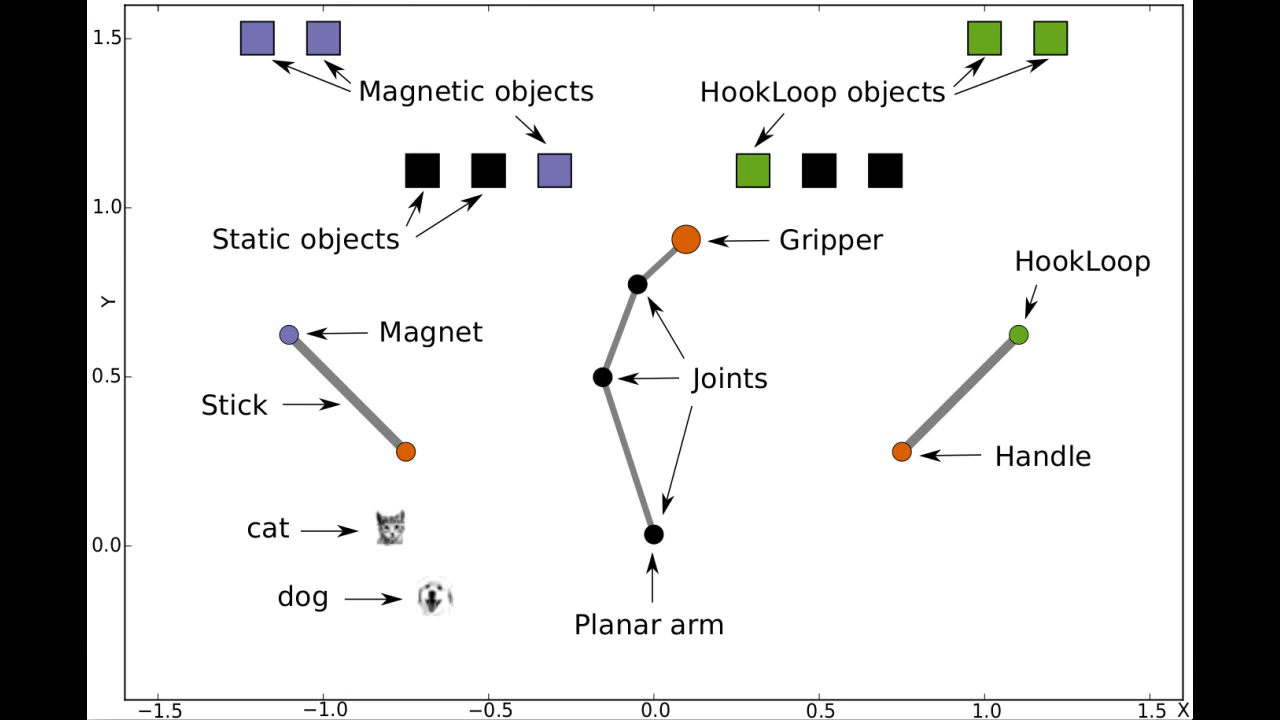 1.5
Magnetic objects
HookLoop objects
1.0
Static objects
Gripper
HookLoop
Y
Magnet
0.5
Joints
Stick
Handle
cat
0.0
dog
Planar arm
−1.5
−1.0
−0.5
0.0
0.5
1.0
1.5
X